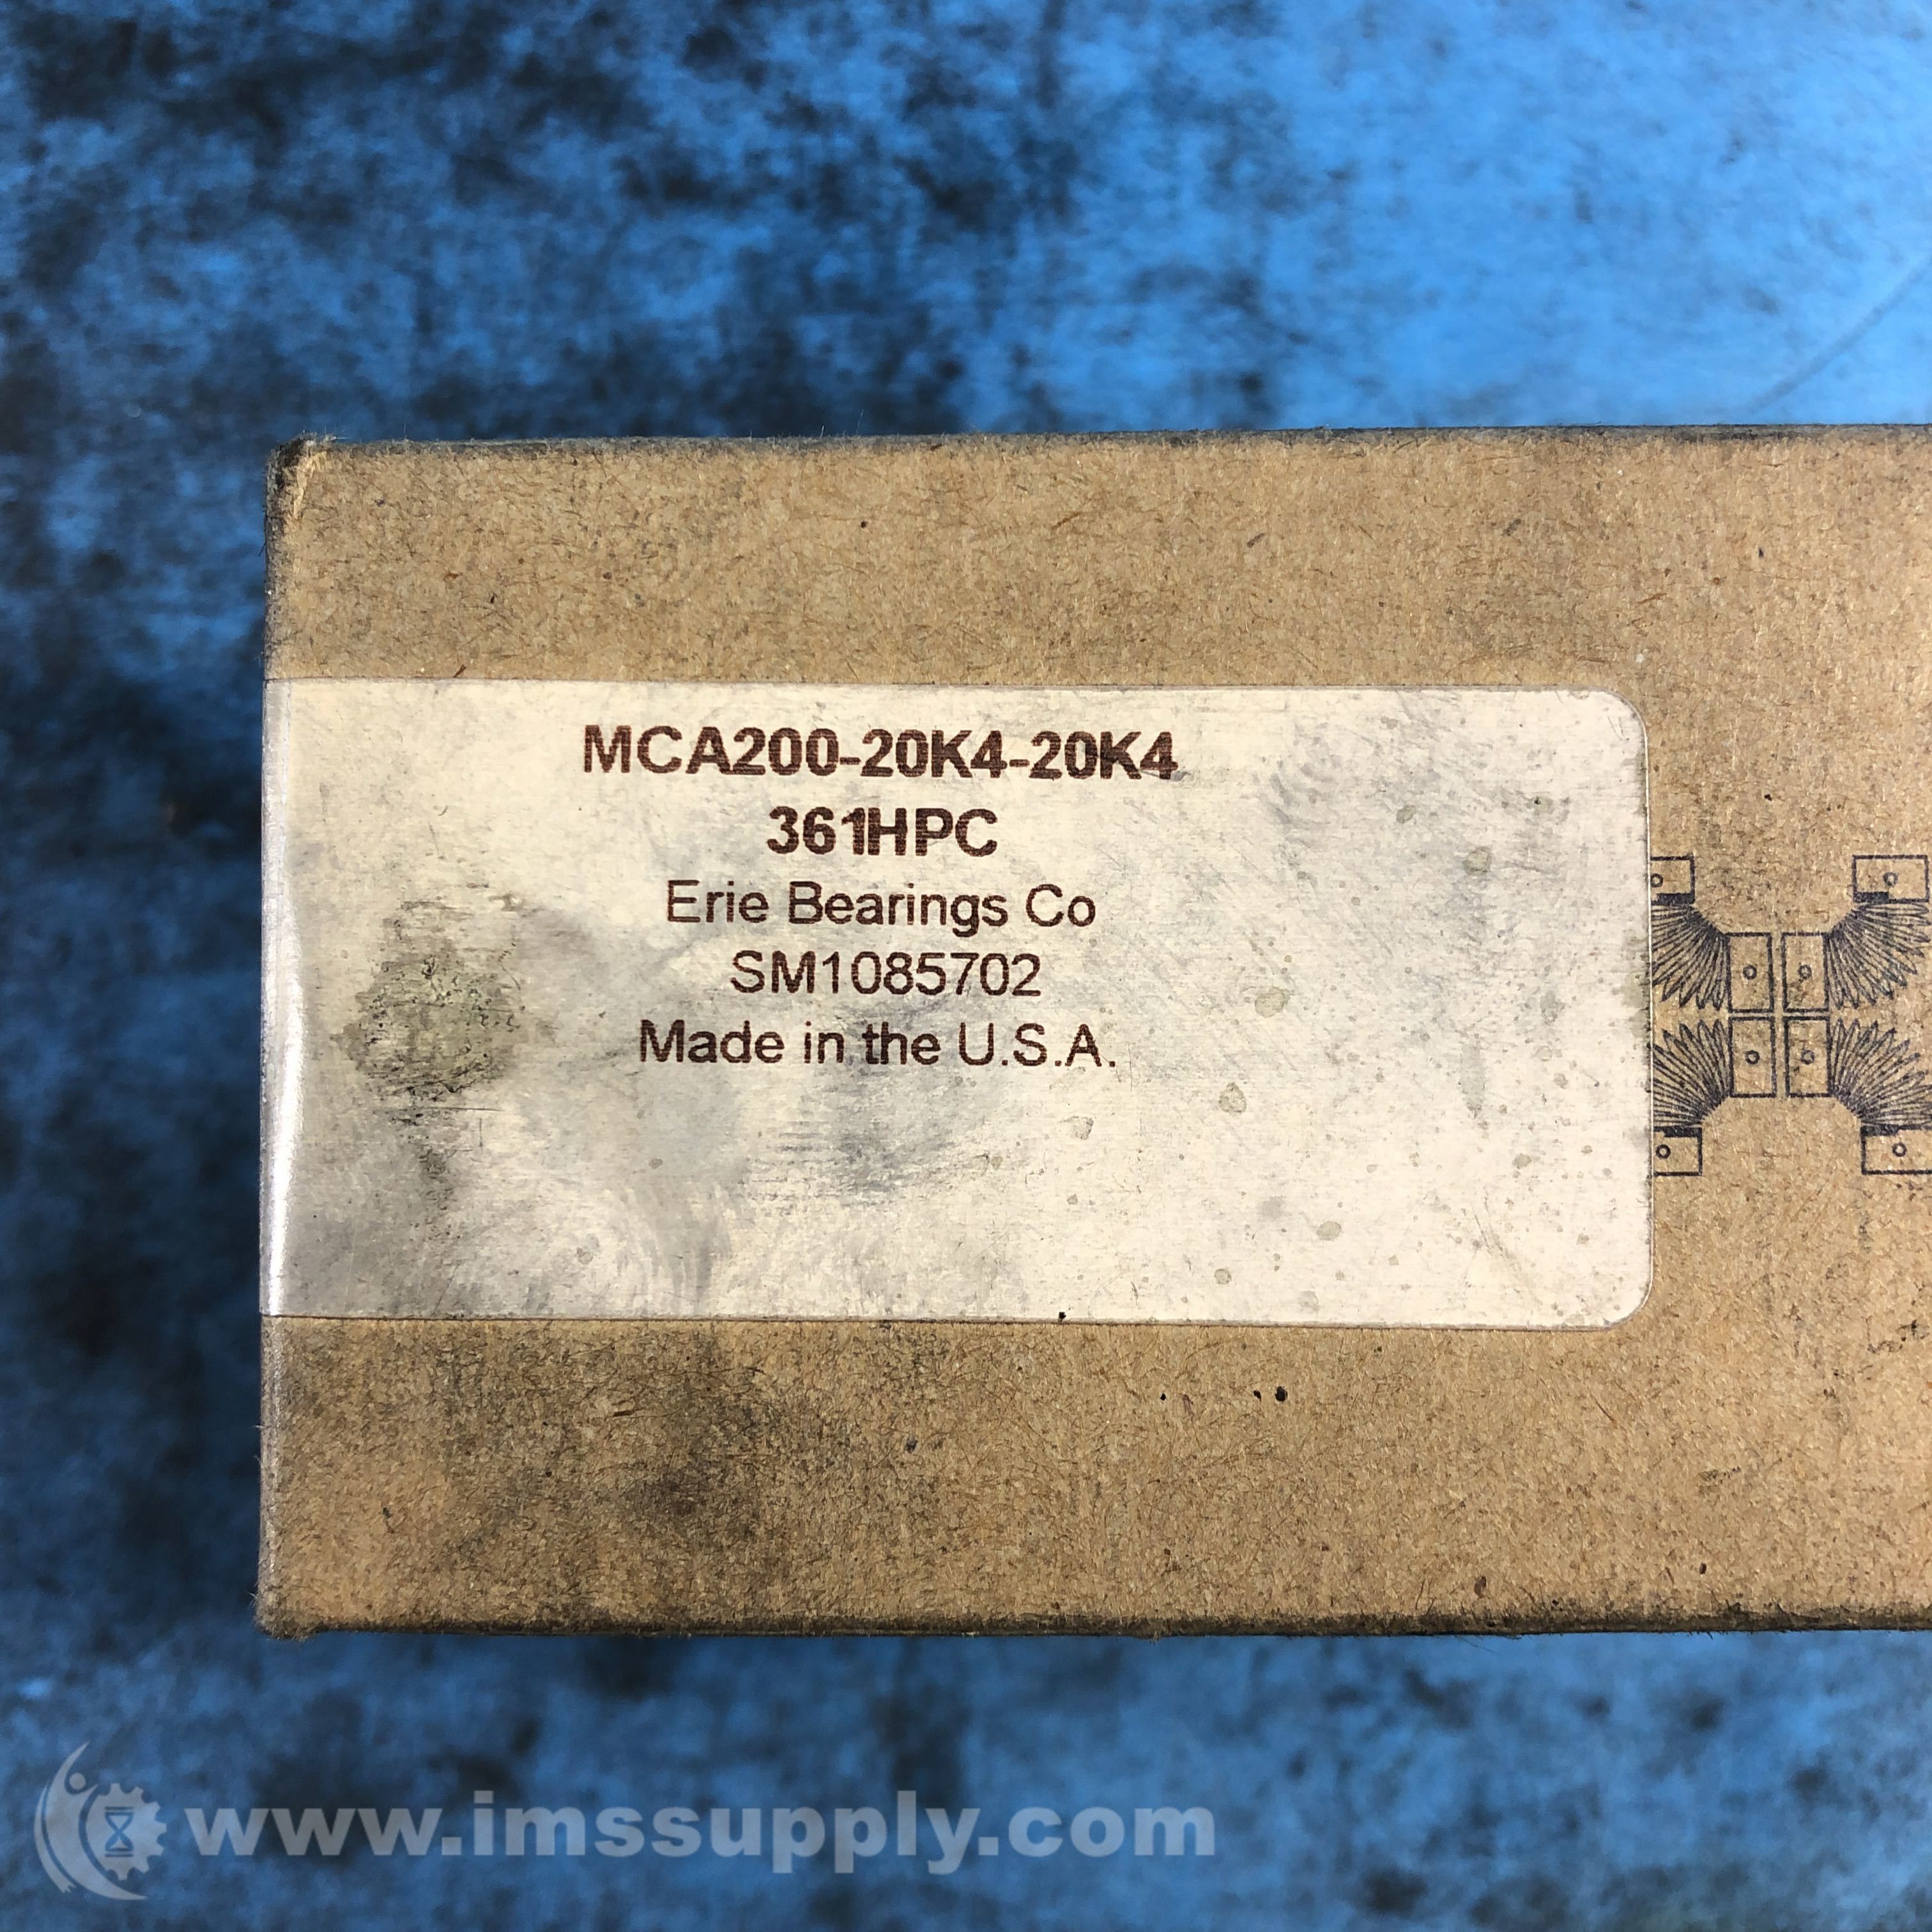 MCA200-20K4-20K4
361HPC
Erie Bearings Co
SM1085702
Made in the U.S.A.
www.imssupply.com